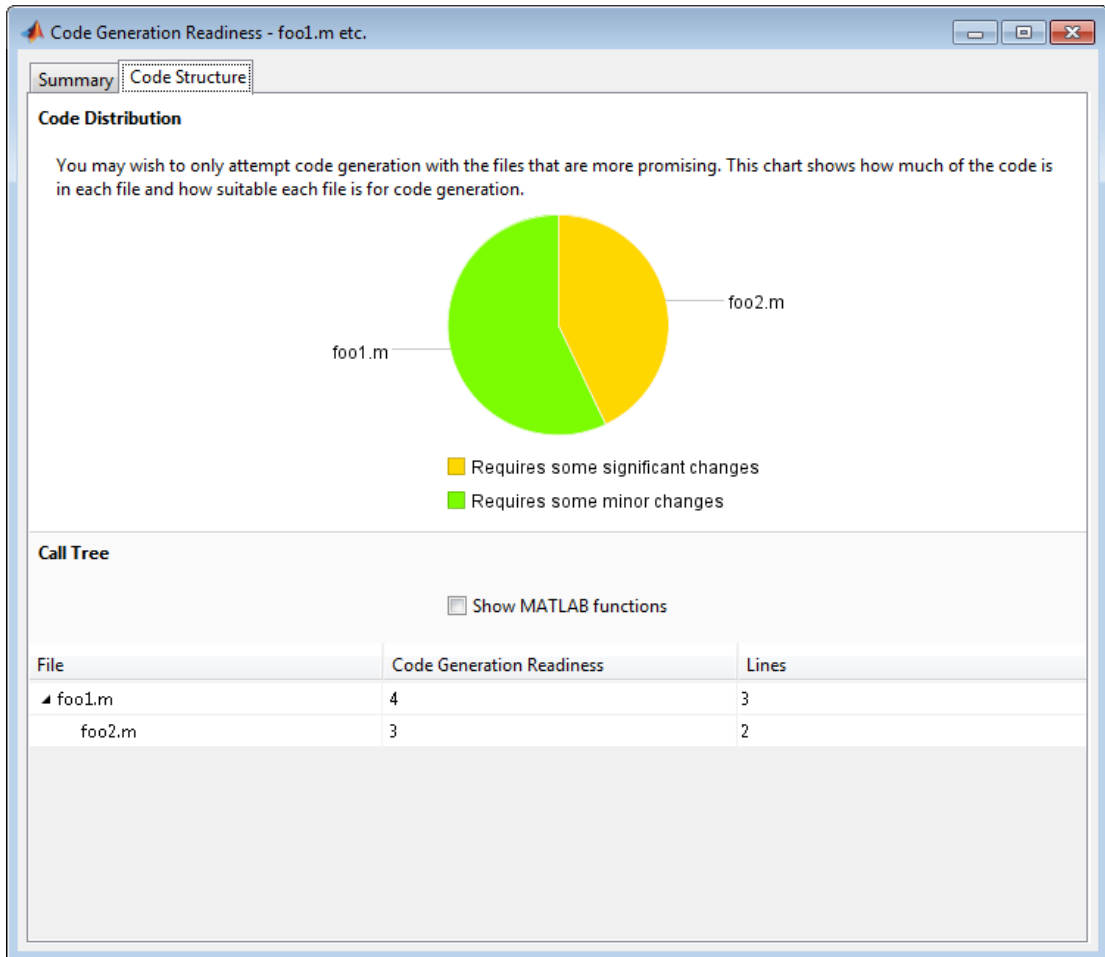 Code Generation Readiness - foo1.m etc.
Summary
Code Structure
Code Distribution
You may wish to only attempt code generation with the files that are more promising. This chart shows how much of the code is
in each file and how suitable each file is for code generation.
foo2.m
foo1.m
Requires some significant changes
Requires some minor changes
Call Tree
Show MATLAB functions
File Code Generation Readiness Lines
foo1.m 4 3
foo2.m 3 2